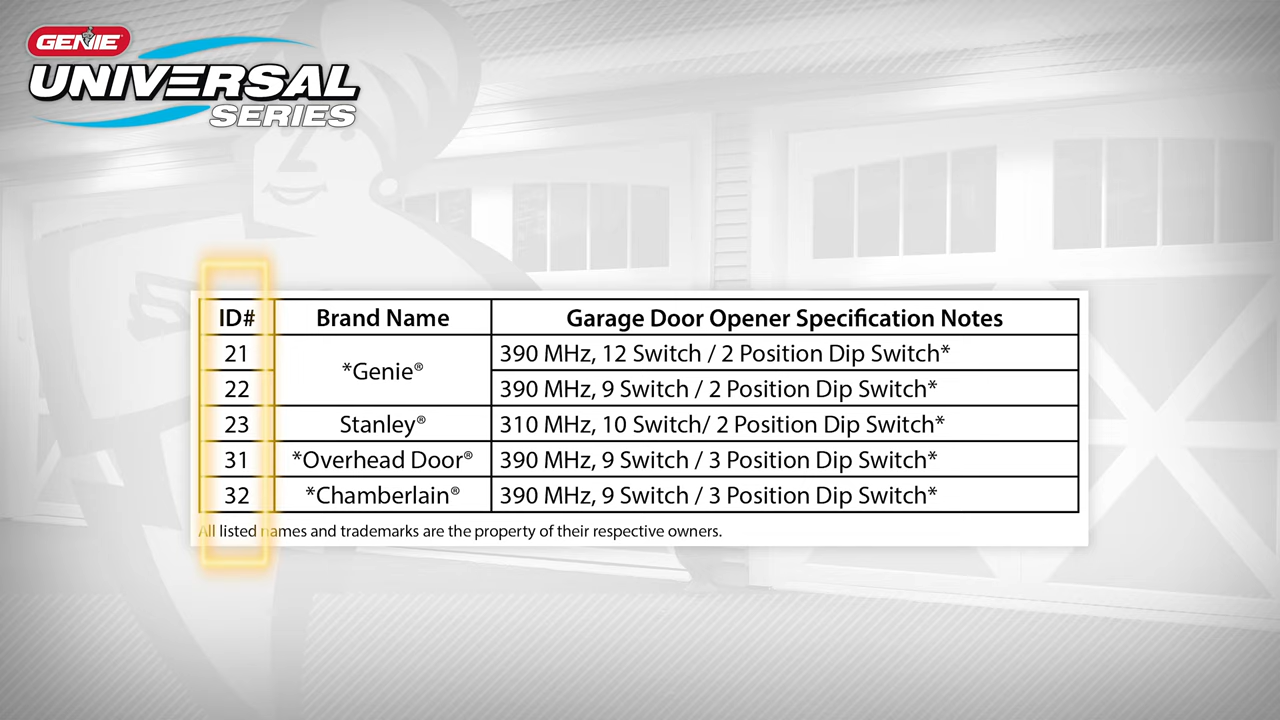 GENIE
UNIVERSAL
SERIES
ID# Brand Name Garage Door Opener Specification Notes
21 *Genie® 390 MHz, 12 Switch / 2 Position Dip Switch*
22 390 MHz, 9 Switch / 2 Position Dip Switch*
23 Stanley® 310 MHz, 10 Switch/ 2 Position Dip Switch*
31 *Overhead Door® 390 MHz, 9 Switch / 3 Position Dip Switch*
32 *Chamberlain® 390 MHz, 9 Switch / 3 Position Dip Switch*
All listed names and trademarks are the property of their respective owners.